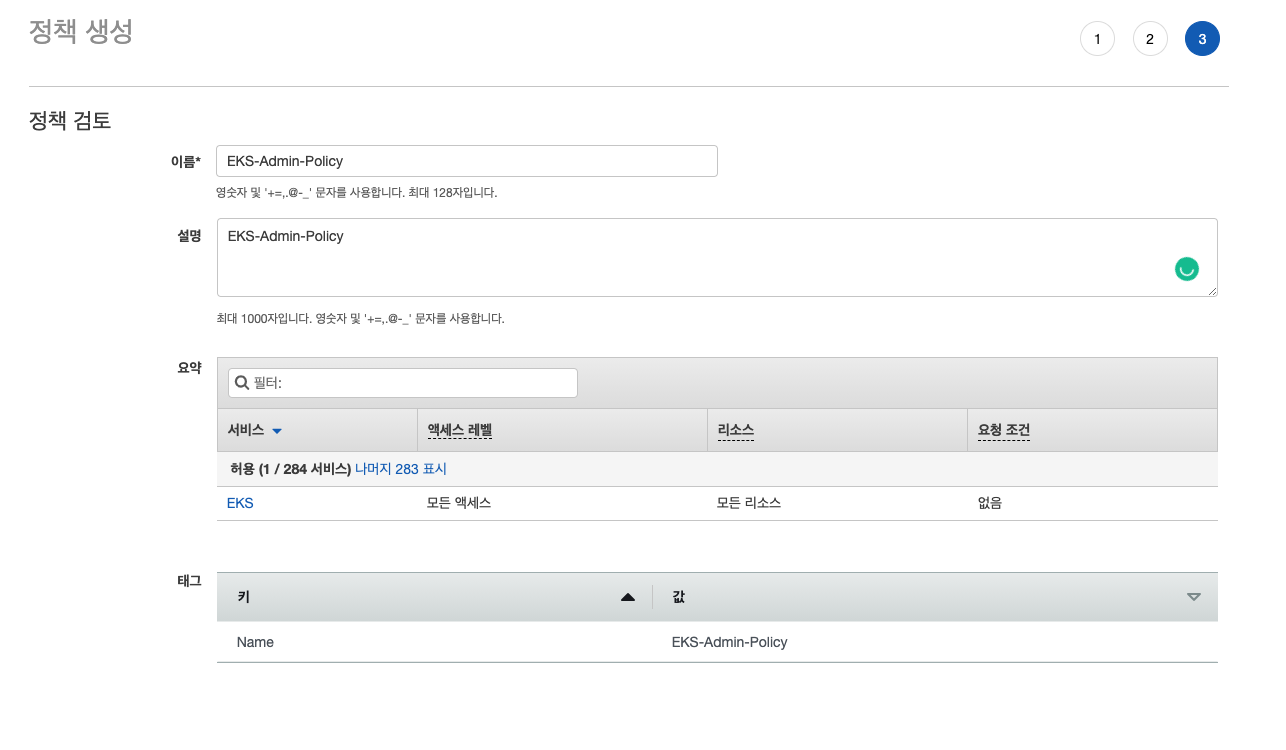 정책 생성
1 2 3
정책 검토
이름* EKS-Admin-Policy
영숫자 및 '+=,.@-_' 문자를 사용합니다. 최대 128자입니다.
설명 EKS-Admin-Policy
최대 1000자입니다. 영숫자 및 '+=,.@-_' 문자를 사용합니다.
요약 필터:
서비스 액세스 레벨 리소스 요청 조건
허용 (1 / 284 서비스) 나머지 283 표시
EKS 모든 액세스 모든 리소스 없음
태그 키 값
Name EKS-Admin-Policy